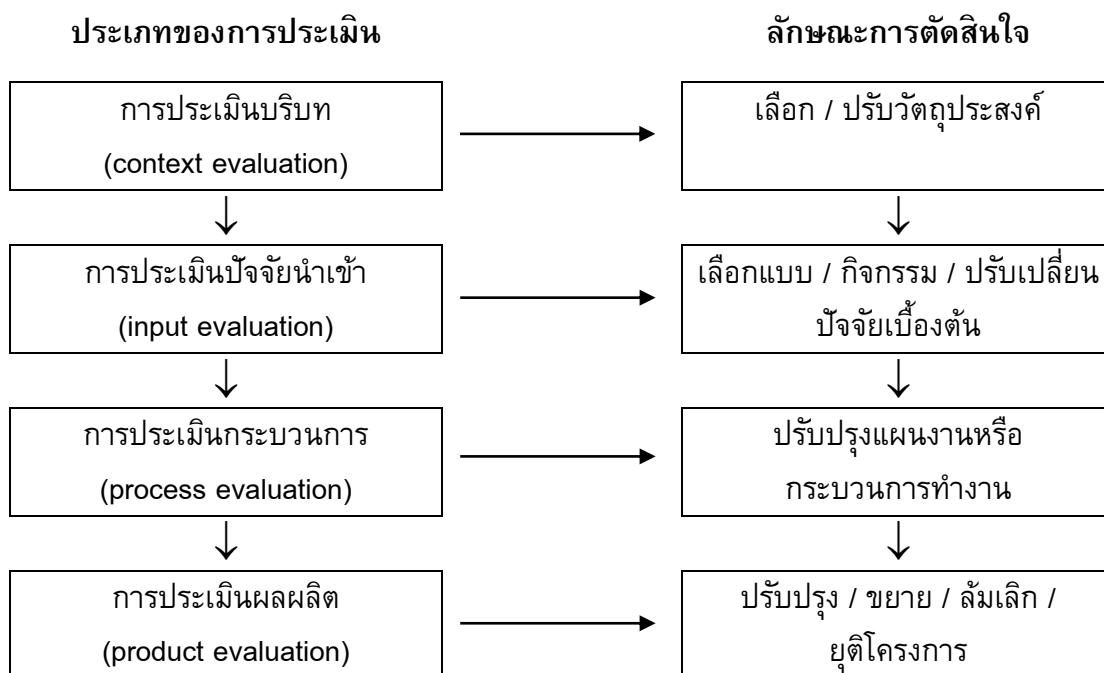 ประเภทของการประเมิน
ลักษณะการตัดสินใจ
การประเมินบริบท
(context evaluation)
เลือก / ปรับวัตถุประสงค์
การประเมินปัจจัยนำเข้า
(input evaluation)
เลือกแบบ / กิจกรรม / ปรับเปลี่ยน
ปัจจัยเบื้องต้น
การประเมินกระบวนการ
(process evaluation)
ปรับปรุงแผนงานหรือ
กระบวนการทำงาน
การประเมินผลผลิต
(product evaluation)
ปรับปรุง / ขยาย / ล้มเลิก /
ยุติโครงการ